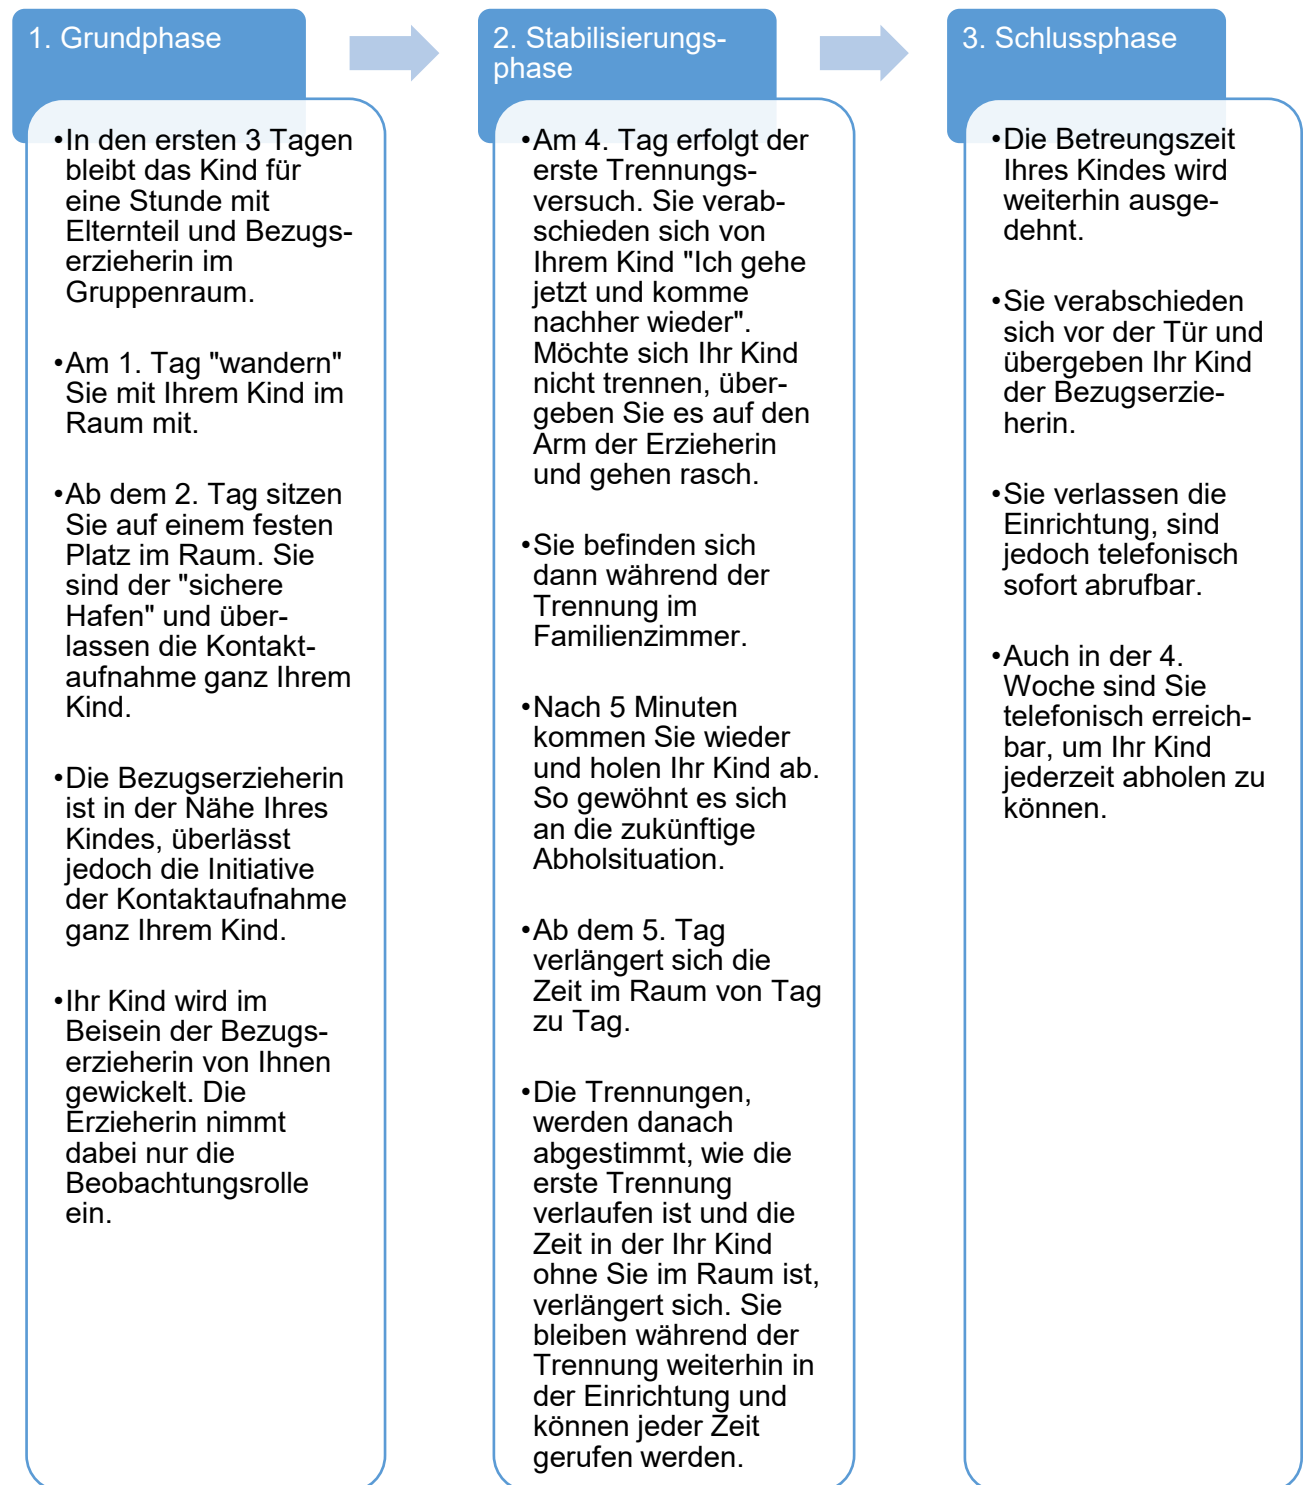 1. Grundphase
•In den ersten 3 Tagen
bleibt das Kind für
eine Stunde mit
Elternteil und Bezugs-
erzieherin im
Gruppenraum.
•Am 1. Tag "wandern"
Sie mit Ihrem Kind im
Raum mit.
•Ab dem 2. Tag sitzen
Sie auf einem festen
Platz im Raum. Sie
sind der "sichere
Hafen" und über-
lassen die Kontakt-
aufnahme ganz Ihrem
Kind.
•Die Bezugserzieherin
ist in der Nähe Ihres
Kindes, überlässt
jedoch die Initiative
der Kontaktaufnahme
ganz Ihrem Kind.
•Ihr Kind wird im
Beisein der Bezugs-
erzieherin von Ihnen
gewickelt. Die
Erzieherin nimmt
dabei nur die
Beobachtungsrolle
ein.
2. Stabilisierungs-
phase
•Am 4. Tag erfolgt der
erste Trennungs-
versuch. Sie verab-
schieden sich von
Ihrem Kind "Ich gehe
jetzt und komme
nachher wieder".
Möchte sich Ihr Kind
nicht trennen, über-
geben Sie es auf den
Arm der Erzieherin
und gehen rasch.
•Sie befinden sich
dann während der
Trennung im
Familienzimmer.
•Nach 5 Minuten
kommen Sie wieder
und holen Ihr Kind ab.
So gewöhnt es sich
an die zukünftige
Abholsituation.
•Ab dem 5. Tag
verlängert sich die
Zeit im Raum von Tag
zu Tag.
•Die Trennungen,
werden danach
abgestimmt, wie die
erste Trennung
verlaufen ist und die
Zeit in der Ihr Kind
ohne Sie im Raum ist,
verlängert sich. Sie
bleiben während der
Trennung weiterhin in
der Einrichtung und
können jeder Zeit
gerufen werden.
3. Schlussphase
•Die Betreungszeit
Ihres Kindes wird
weiterhin ausge-
dehnt.
•Sie verabschieden
sich vor der Tür und
übergeben Ihr Kind
der Bezugserzie-
herin.
•Sie verlassen die
Einrichtung, sind
jedoch telefonisch
sofort abrufbar.
•Auch in der 4.
Woche sind Sie
telefonisch erreich-
bar, um Ihr Kind
jederzeit abholen zu
können.